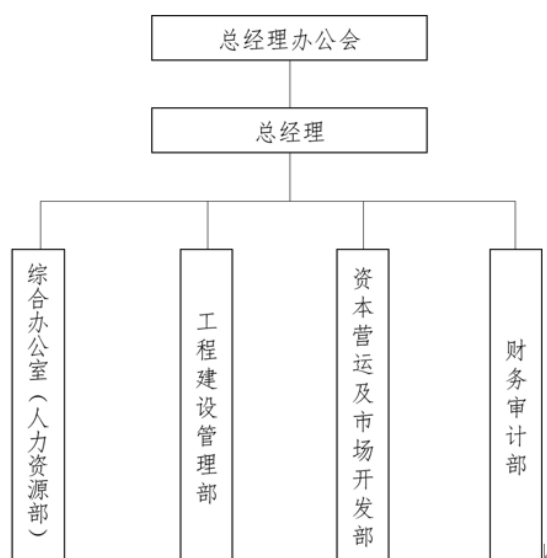 总经理办公会
总经理
综合办公室（人力资源部）
工程建设管理部
资本营运及市场开发部
财务审计部